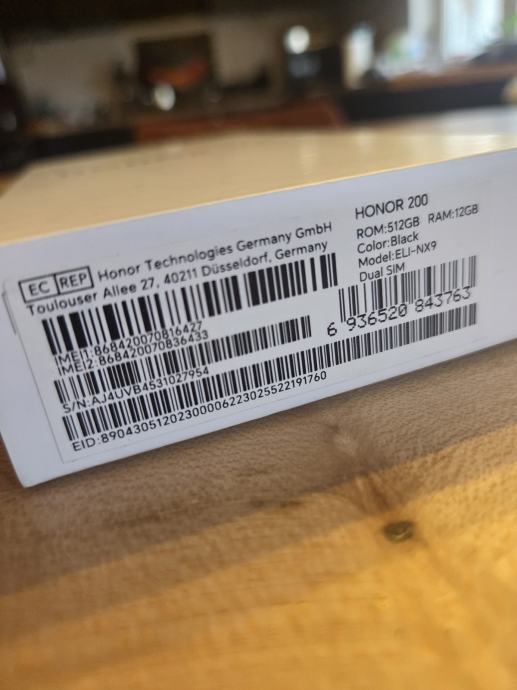 EC REP Honor Technologies Germany GmbH
Toulouser Allee 27, 40211 Düsseldorf, Germany
IMEI1:868420070816427
IMEI2:868420070836433
S/N:AJ4UVB4531027954
EID:89043051202300006223025522191760
HONOR 200
ROM:512GB RAM:12GB
Color:Black
Model:ELI-NX9
Dual SIM
6 936520 843763